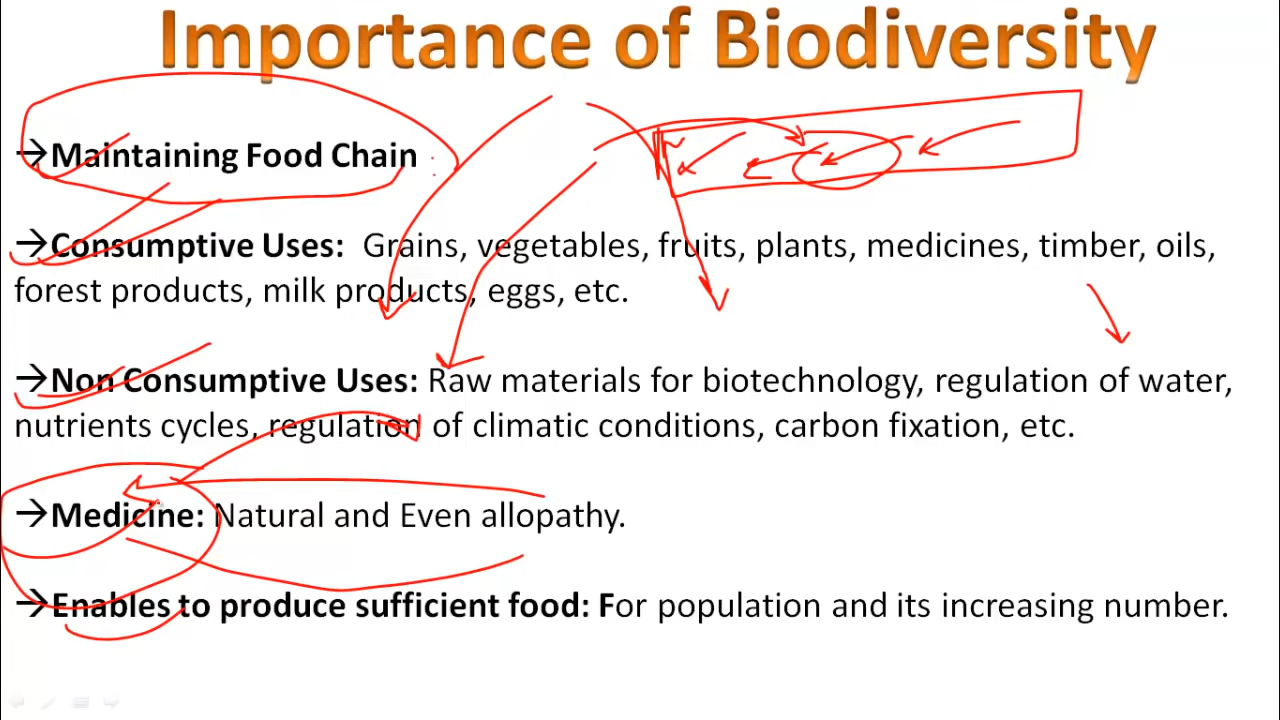 Importance of Biodiversity
→Maintaining Food Chain
→Consumptive Uses: Grains, vegetables, fruits, plants, medicines, timber, oils,
forest products, milk products, eggs, etc.
→Non Consumptive Uses: Raw materials for biotechnology, regulation of water,
nutrients cycles, regulation of climatic conditions, carbon fixation, etc.
→Medicine: Natural and Even allopathy.
→Enables to produce sufficient food: For population and its increasing number.